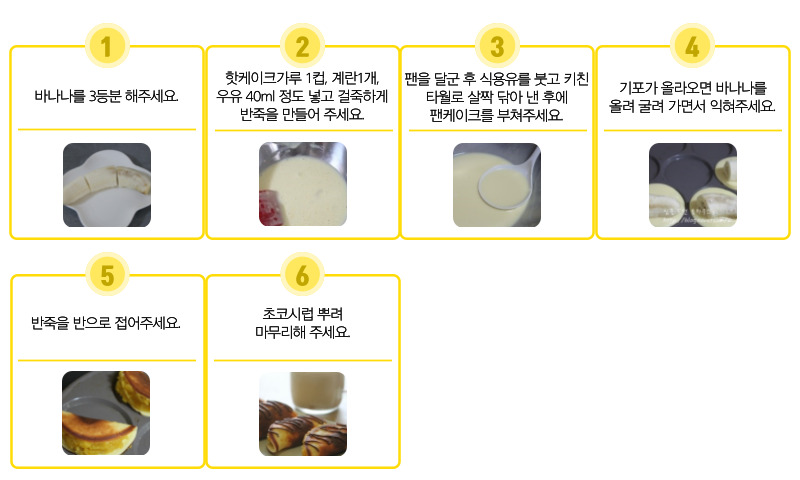 1
바나나를 3등분 해주세요.
2
핫케이크가루 1컵, 계란1개,
우유 40ml 정도 넣고 걸죽하게
반죽을 만들어 주세요.
3
팬을 달군 후 식용유를 붓고 키친
타월로 살짝 닦아 낸 후에
팬케이크를 부쳐주세요.
4
기포가 올라오면 바나나를
올려 굴려 가면서 익혀주세요.
5
반죽을 반으로 접어주세요.
6
초코시럽 뿌려
마무리해 주세요.